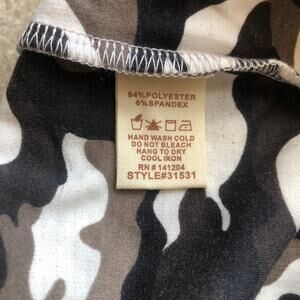 94%POLYESTER
6%SPANDEX
HAND WASH COLD
DO NOT BLEACH
HANG TO DRY
COOL IRON
RN# 141204
STYLE#31531